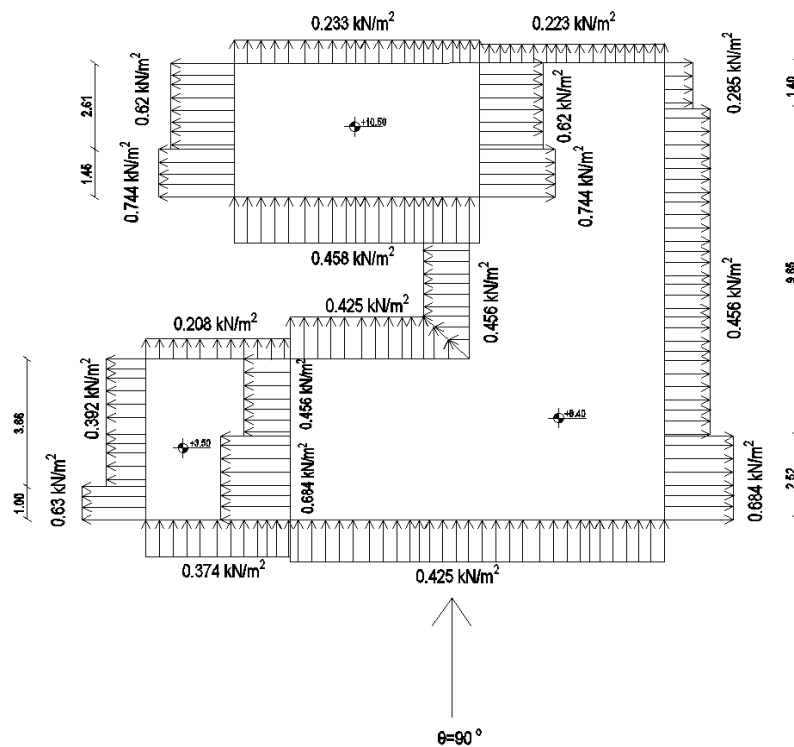 0.233 kN/m²
0.223 kN/m²
2.61
0.62 kN/m²
0.62 kN/m²
0.285 kN/m²
1.40
+10.50
1.45
0.744 kN/m²
0.744 kN/m²
0.458 kN/m²
0.456 kN/m²
0.456 kN/m²
9.85
0.425 kN/m²
0.208 kN/m²
3.86
0.392 kN/m²
0.456 kN/m²
+3.50
+8.40
1.00
0.63 kN/m²
0.684 kN/m²
0.684 kN/m²
2.52
0.374 kN/m²
0.425 kN/m²
θ=90°